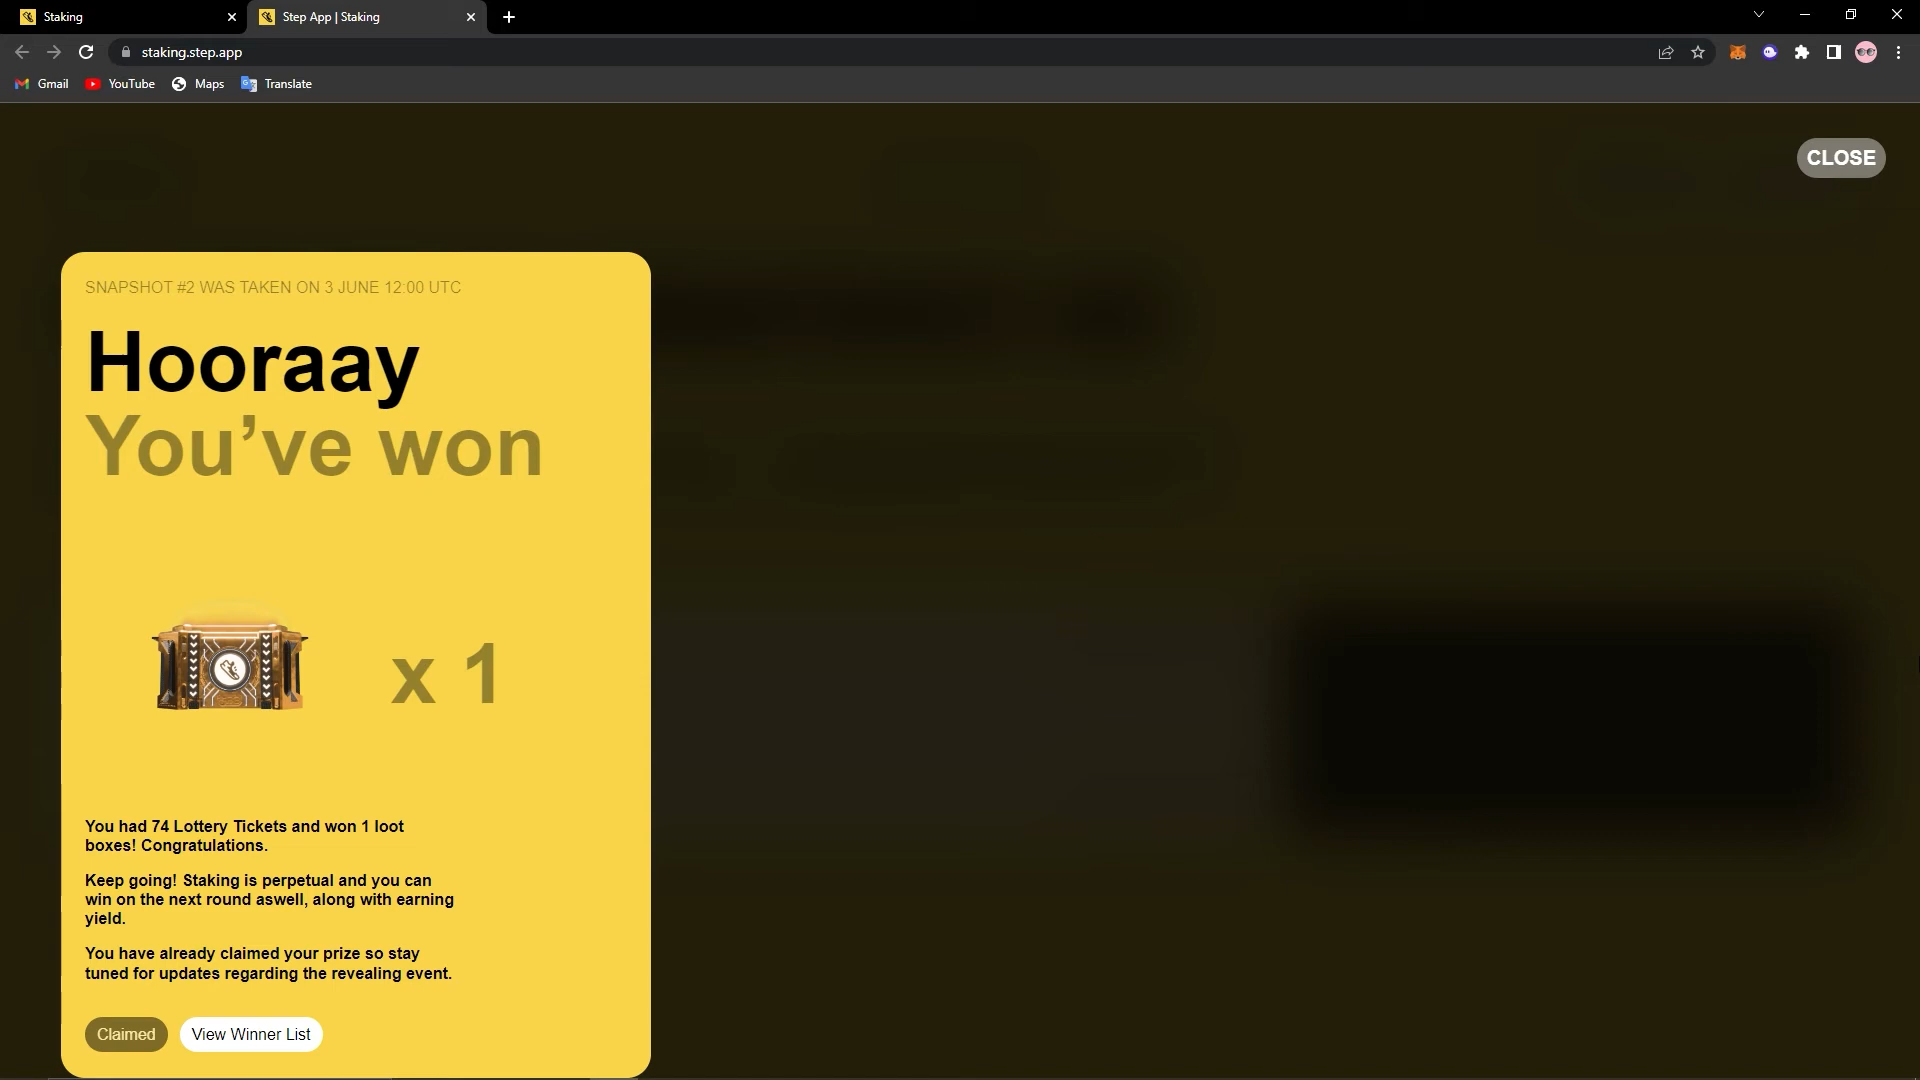 Staking
Step App | Staking
staking.step.app
Gmail
YouTube
Maps
Translate
CLOSE
SNAPSHOT #2 WAS TAKEN ON 3 JUNE 12:00 UTC
Hooraay
You’ve won
x 1
You had 74 Lottery Tickets and won 1 loot
boxes! Congratulations.
Keep going! Staking is perpetual and you can
win on the next round aswell, along with earning
yield.
You have already claimed your prize so stay
tuned for updates regarding the revealing event.
Claimed
View Winner List